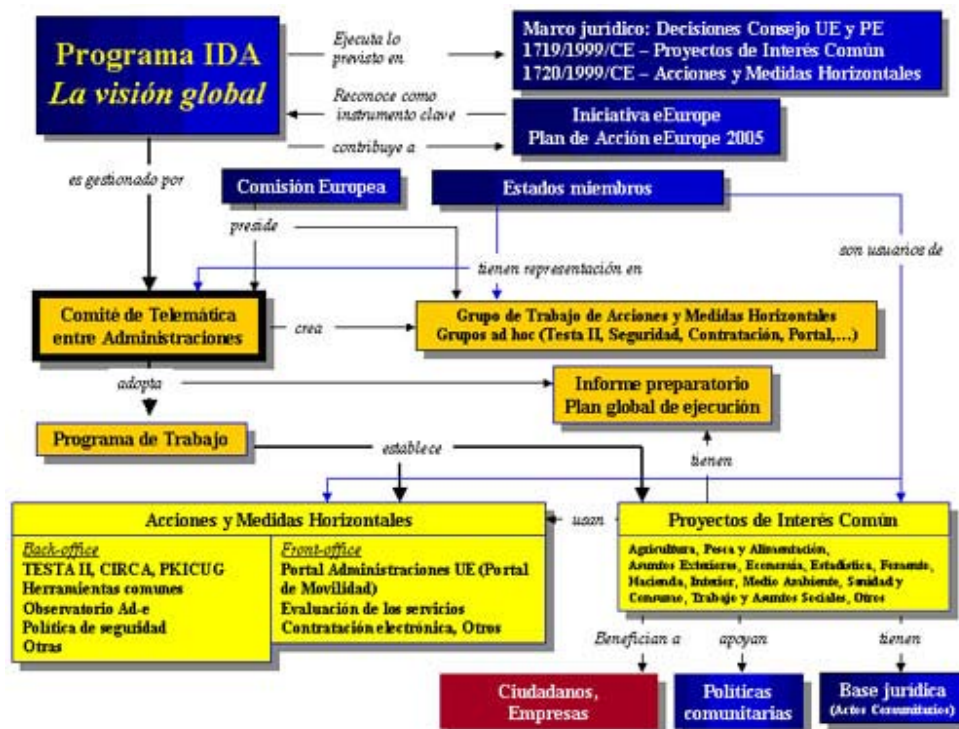 Programa IDA
La visión global
Ejecuta lo
previsto en
Marco jurídico: Decisiones Consejo UE y PE
1719/1999/CE – Proyectos de Interés Común
1720/1999/CE – Acciones y Medidas Horizontales
Reconoce como
instrumento clave
Iniciativa eEurope
Plan de Acción eEurope 2005
contribuye a
es gestionado por
Comisión Europea
Estados miembros
preside
son usuarios de
tienen representación en
Comité de Telemática
entre Administraciones
crea
Grupo de Trabajo de Acciones y Medidas Horizontales
Grupos ad hoc (Testa II, Seguridad, Contratación, Portal,…)
adopta
Informe preparatorio
Plan global de ejecución
Programa de Trabajo
establece
tienen
Acciones y Medidas Horizontales
Back-office
TESTA II, CIRCA, PKICUG
Herramientas comunes
Observatorio Ad-e
Política de seguridad
Otras
Front-office
Portal Administraciones UE (Portal
de Movilidad)
Evaluación de los servicios
Contratación electrónica, Otros
usan
Proyectos de Interés Común
Agricultura, Pesca y Alimentación,
Asuntos Exteriores, Economía, Estadística, Fomento,
Hacienda, Interior, Medio Ambiente, Sanidad y
Consumo, Trabajo y Asuntos Sociales, Otros
Benefician a
apoyan
tienen
Ciudadanos,
Empresas
Políticas
comunitarias
Base jurídica
(Actos Comunitarios)